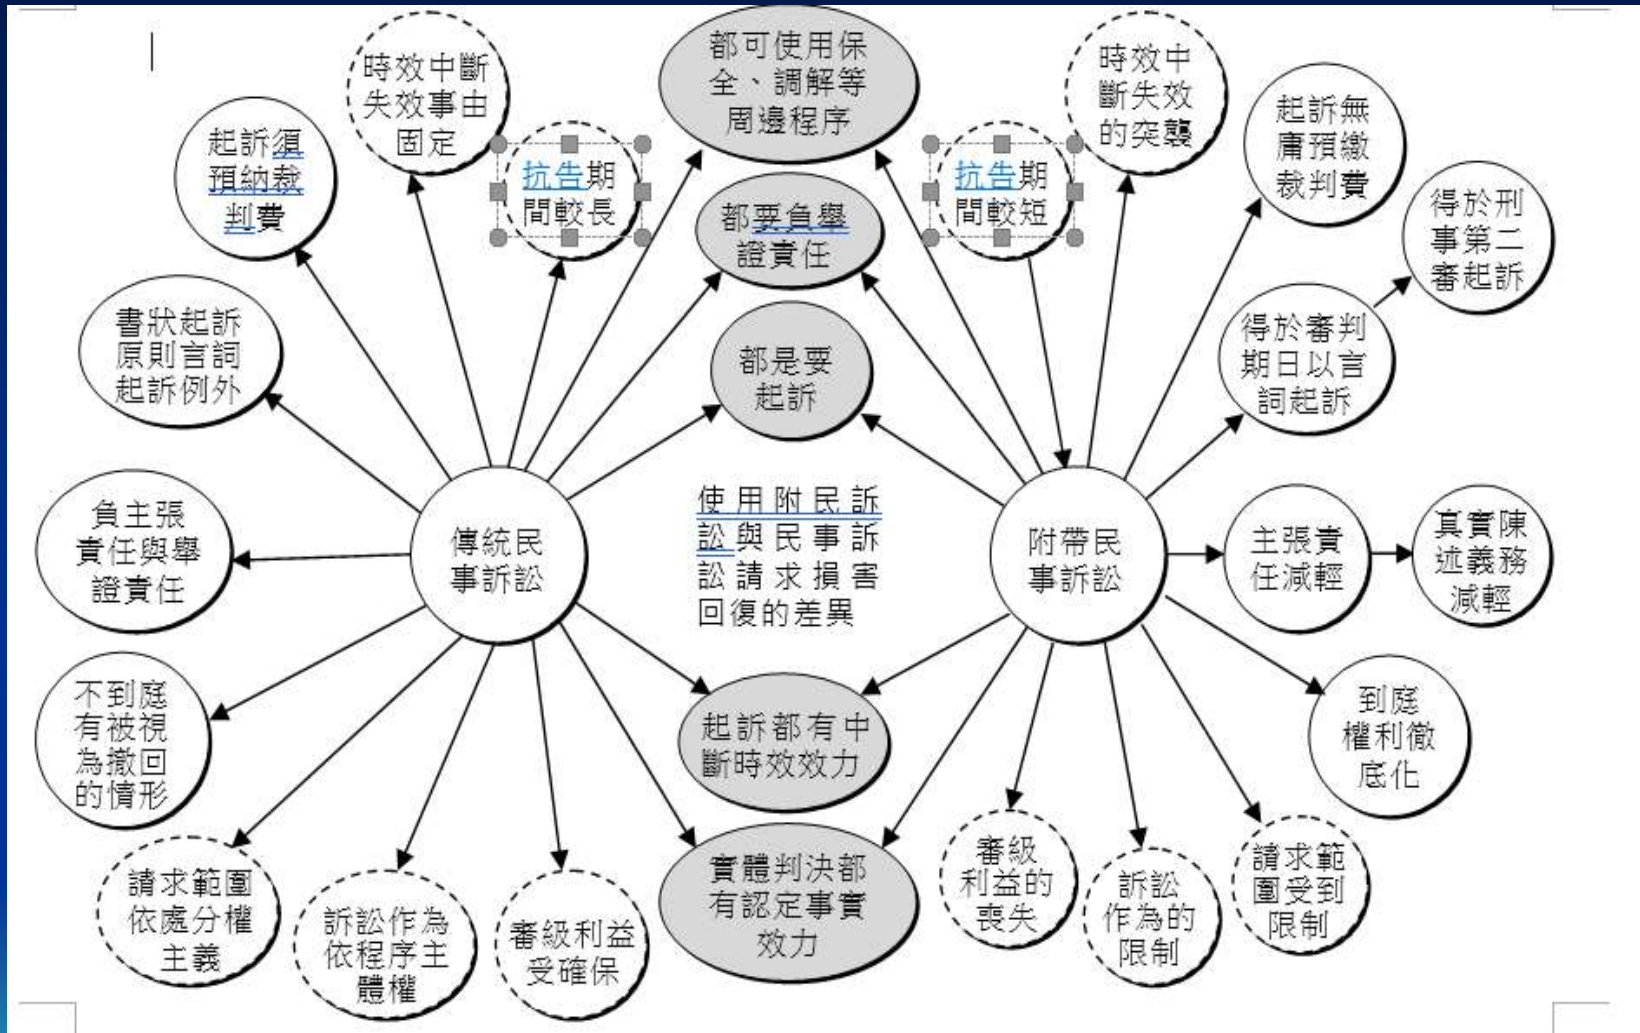 時效中斷
失效事由
固定
都可使用保
全、調解等
周邊程序
時效中
斷失效
的突襲
起訴須
預納裁
判費
抗告期
間較長
抗告期
間較短
起訴無
庸預繳
裁判費
都要負舉
證責任
得於刑
事第二
審起訴
書狀起訴
原則言詞
起訴例外
都是要
起訴
得於審判
期日以言
詞起訴
負主張
責任與舉
證責任
傳統民
事訴訟
使用附民訴
訟與民事訴
訟請求損害
回復的差異
附帶民
事訴訟
主張責
任減輕
真實陳
述義務
減輕
不到庭
有被視
為撤回
的情形
起訴都有中
斷時效效力
到庭
權利徹
底化
請求範圍
依處分權
主義
訴訟作為
依程序主
體權
審級利益
受確保
實體判決都
有認定事實
效力
審級
利益的
喪失
訴訟
作為的
限制
請求範
圍受到
限制